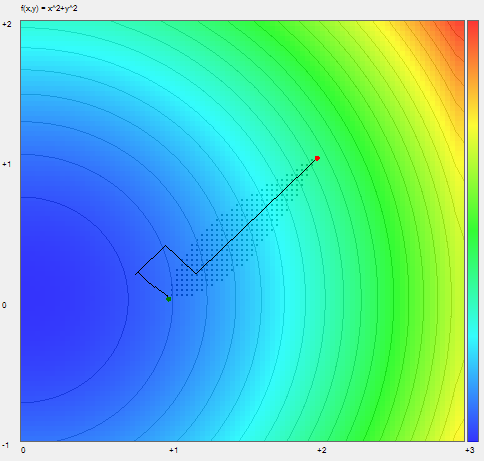 f(x,y) = x^2+y^2
+2
+1
0
-1
0 +1 +2 +3